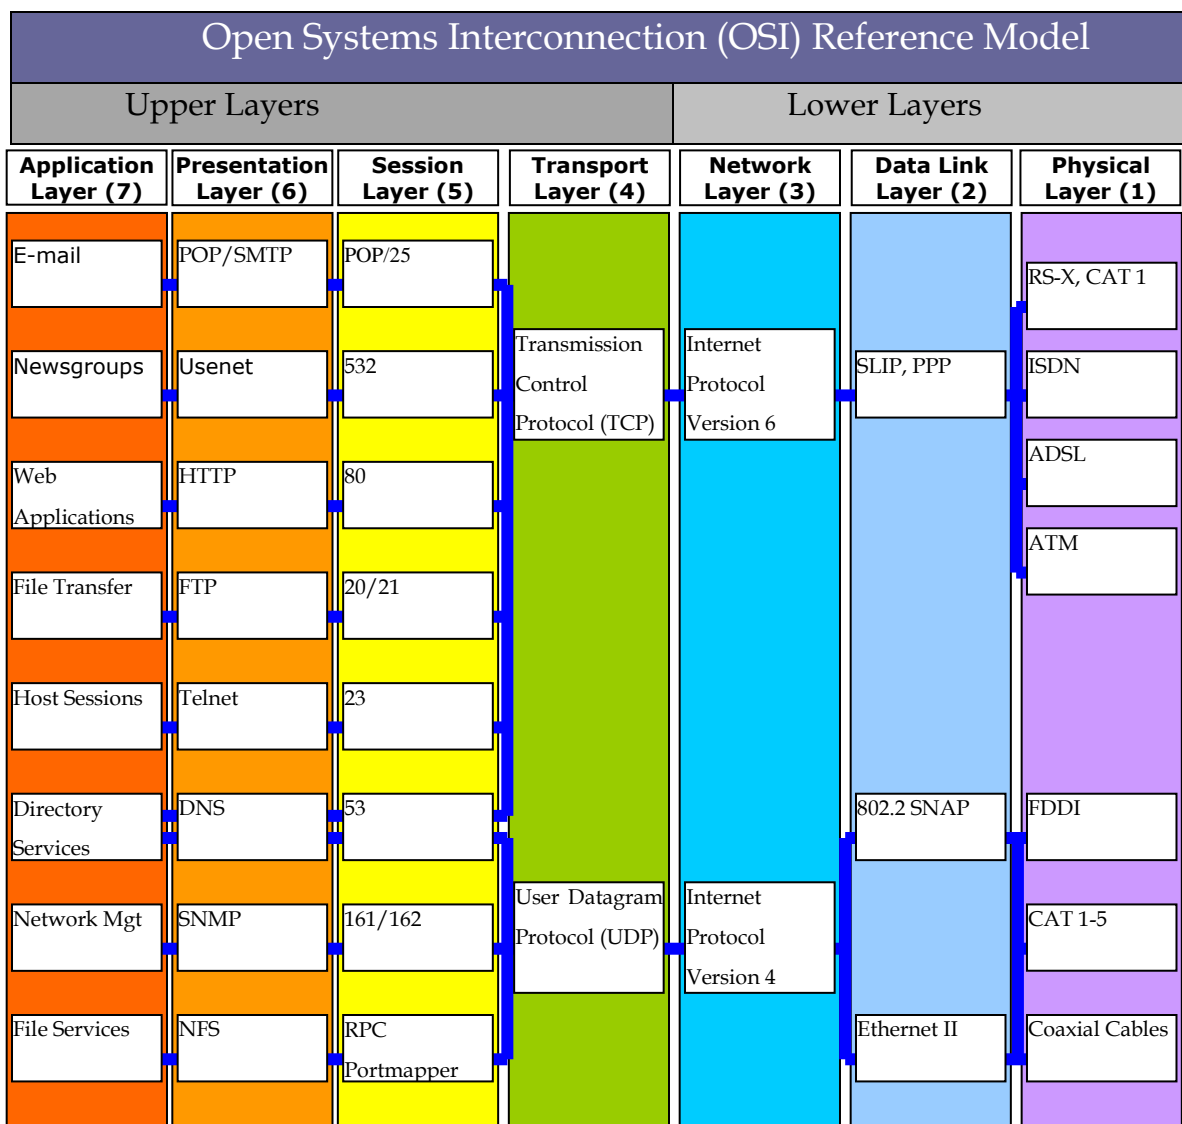 Open Systems Interconnection (OSI) Reference Model
Upper Layers
Lower Layers
Application
Layer (7)
Presentation
Layer (6)
Session
Layer (5)
Transport
Layer (4)
Network
Layer (3)
Data Link
Layer (2)
Physical
Layer (1)
E-mail
Newsgroups
Web
Applications
File Transfer
Host Sessions
Directory
Services
Network Mgt
File Services
POP/SMTP
Usenet
HTTP
FTP
Telnet
DNS
SNMP
NFS
POP/25
532
80
20/21
23
53
161/162
RPC
Portmapper
Transmission
Control
Protocol (TCP)
User Datagram
Protocol (UDP)
Internet
Protocol
Version 6
Internet
Protocol
Version 4
SLIP, PPP
802.2 SNAP
Ethernet II
RS-X, CAT 1
ISDN
ADSL
ATM
FDDI
CAT 1-5
Coaxial Cables